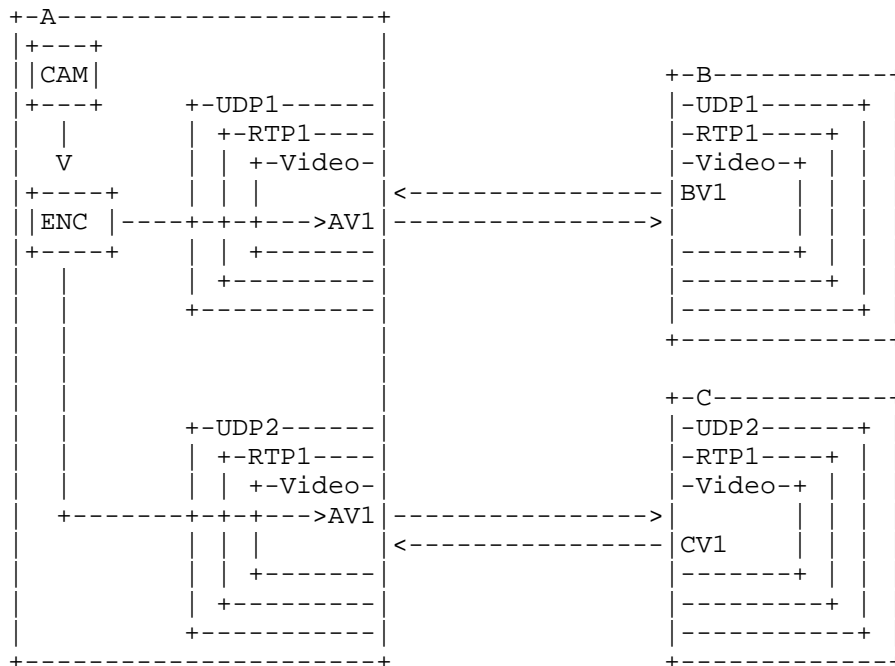 +-A----------------------+
|+---+                   |
||CAM|                   |                 +-B------------
|+---+     +-UDP1------|                 |-UDP1------+
|  |       | +-RTP1----|                 |-RTP1----+ |
|  V       | | +-Video-|                 |-Video-+ | |
|+----+    | | |       |<----------------|BV1    | | |
||ENC |----+-+-+--->AV1|---------------->|       | | |
|+----+    | | +-------|                 |-------+ | |
|  |       | +---------|                 |---------+ |
|  |       +-----------|                 |-----------+
|  |                   |                 +--------------
|  |                   |
|  |                   |                 +-C------------
|  |       +-UDP2------|                 |-UDP2------+
|  |       | +-RTP1----|                 |-RTP1----+ |
|  |       | | +-Video-|                 |-Video-+ | |
|  +-------+-+-+--->AV1|---------------->|       | | |
|          | | |       |<----------------|CV1    | | |
|          | | +-------|                 |-------+ | |
|          | +---------|                 |---------+ |
|          +-----------|                 |-----------+
+----------------------+                 +--------------